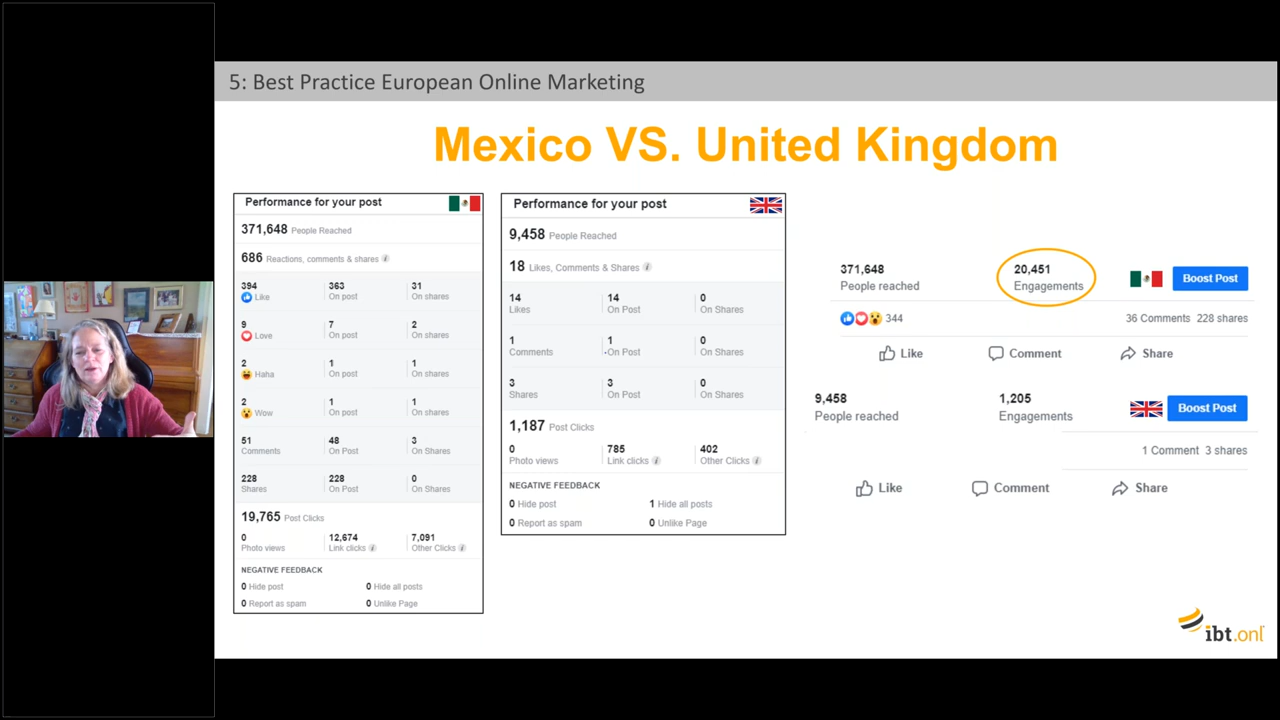 5: Best Practice European Online Marketing
Mexico VS. United Kingdom
Performance for your post
371,648 People Reached
686 Reactions, comments & shares
394 363 31
Like On post On shares
9 7 2
Love On post On shares
2 1 1
Haha On post On shares
2 1 1
Wow On post On shares
51 48 3
Comments On Post On Shares
228 228 0
Shares On Post On Shares
19,765 Post Clicks
0 12,674 7,091
Photo views Link clicks Other Clicks
NEGATIVE FEEDBACK
0 Hide post 0 Hide all posts
0 Report as spam 0 Unlike Page
Performance for your post
9,458 People Reached
18 Likes, Comments & Shares
14 14 0
Likes On Post On Shares
1 1 0
Comments On Post On Shares
3 3 0
Shares On Post On Shares
1,187 Post Clicks
0 785 402
Photo views Link clicks Other Clicks
NEGATIVE FEEDBACK
0 Hide post 1 Hide all posts
0 Report as spam 0 Unlike Page
371,648 20,451
People reached Engagements Boost Post
344 36 Comments 228 shares
Like Comment Share
9,458 1,205
People reached Engagements Boost Post
1 Comment 3 shares
Like Comment Share
ibt.onl